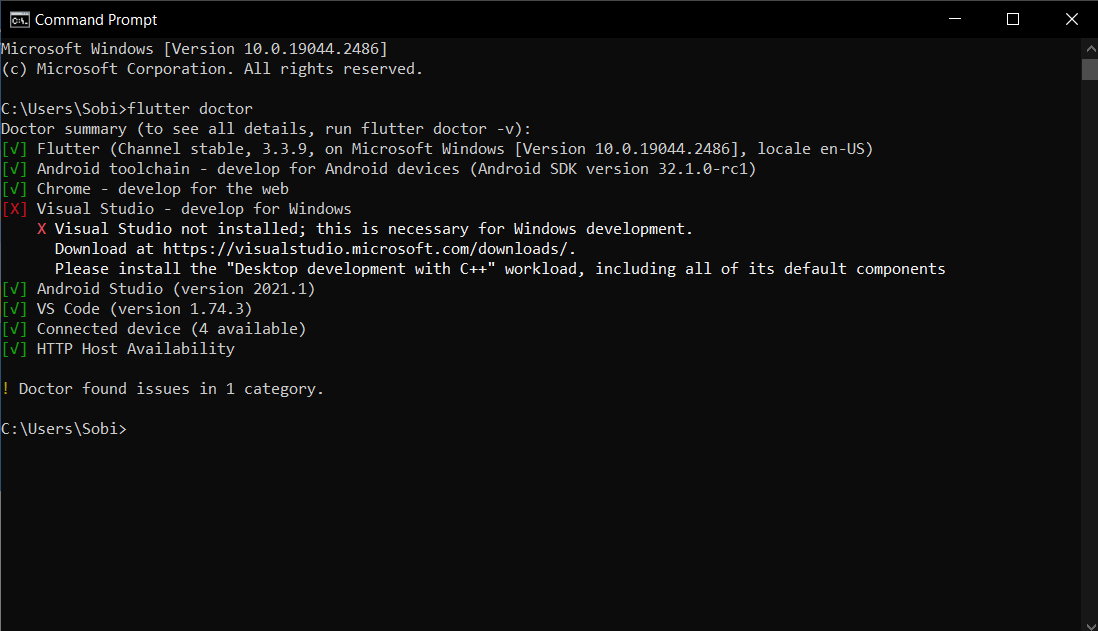 Command Prompt
Microsoft Windows [Version 10.0.19044.2486]
(c) Microsoft Corporation. All rights reserved.
C:\Users\Sobi>flutter doctor
Doctor summary (to see all details, run flutter doctor -v):
[√] Flutter (Channel stable, 3.3.9, on Microsoft Windows [Version 10.0.19044.2486], locale en-US)
[√] Android toolchain - develop for Android devices (Android SDK version 32.1.0-rc1)
[√] Chrome - develop for the web
[X] Visual Studio - develop for Windows
X Visual Studio not installed; this is necessary for Windows development.
Download at https://visualstudio.microsoft.com/downloads/.
Please install the "Desktop development with C++" workload, including all of its default components
[√] Android Studio (version 2021.1)
[√] VS Code (version 1.74.3)
[√] Connected device (4 available)
[√] HTTP Host Availability
! Doctor found issues in 1 category.
C:\Users\Sobi>